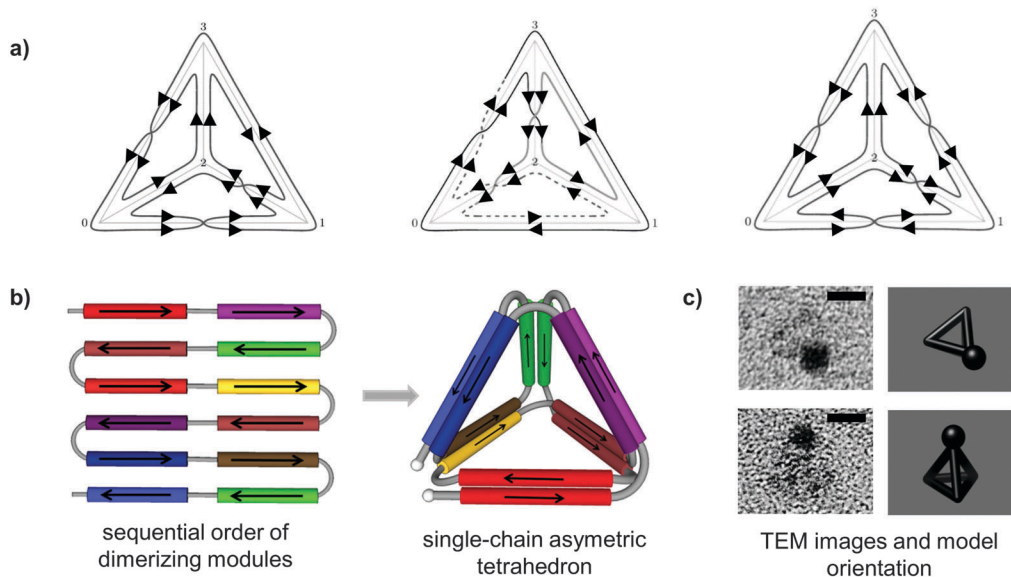 a)
3
2
0
1
3
2
0
1
3
2
0
1
b)
c)
sequential order of
dimerizing modules
single-chain asymetric
tetrahedron
TEM images and model
orientation